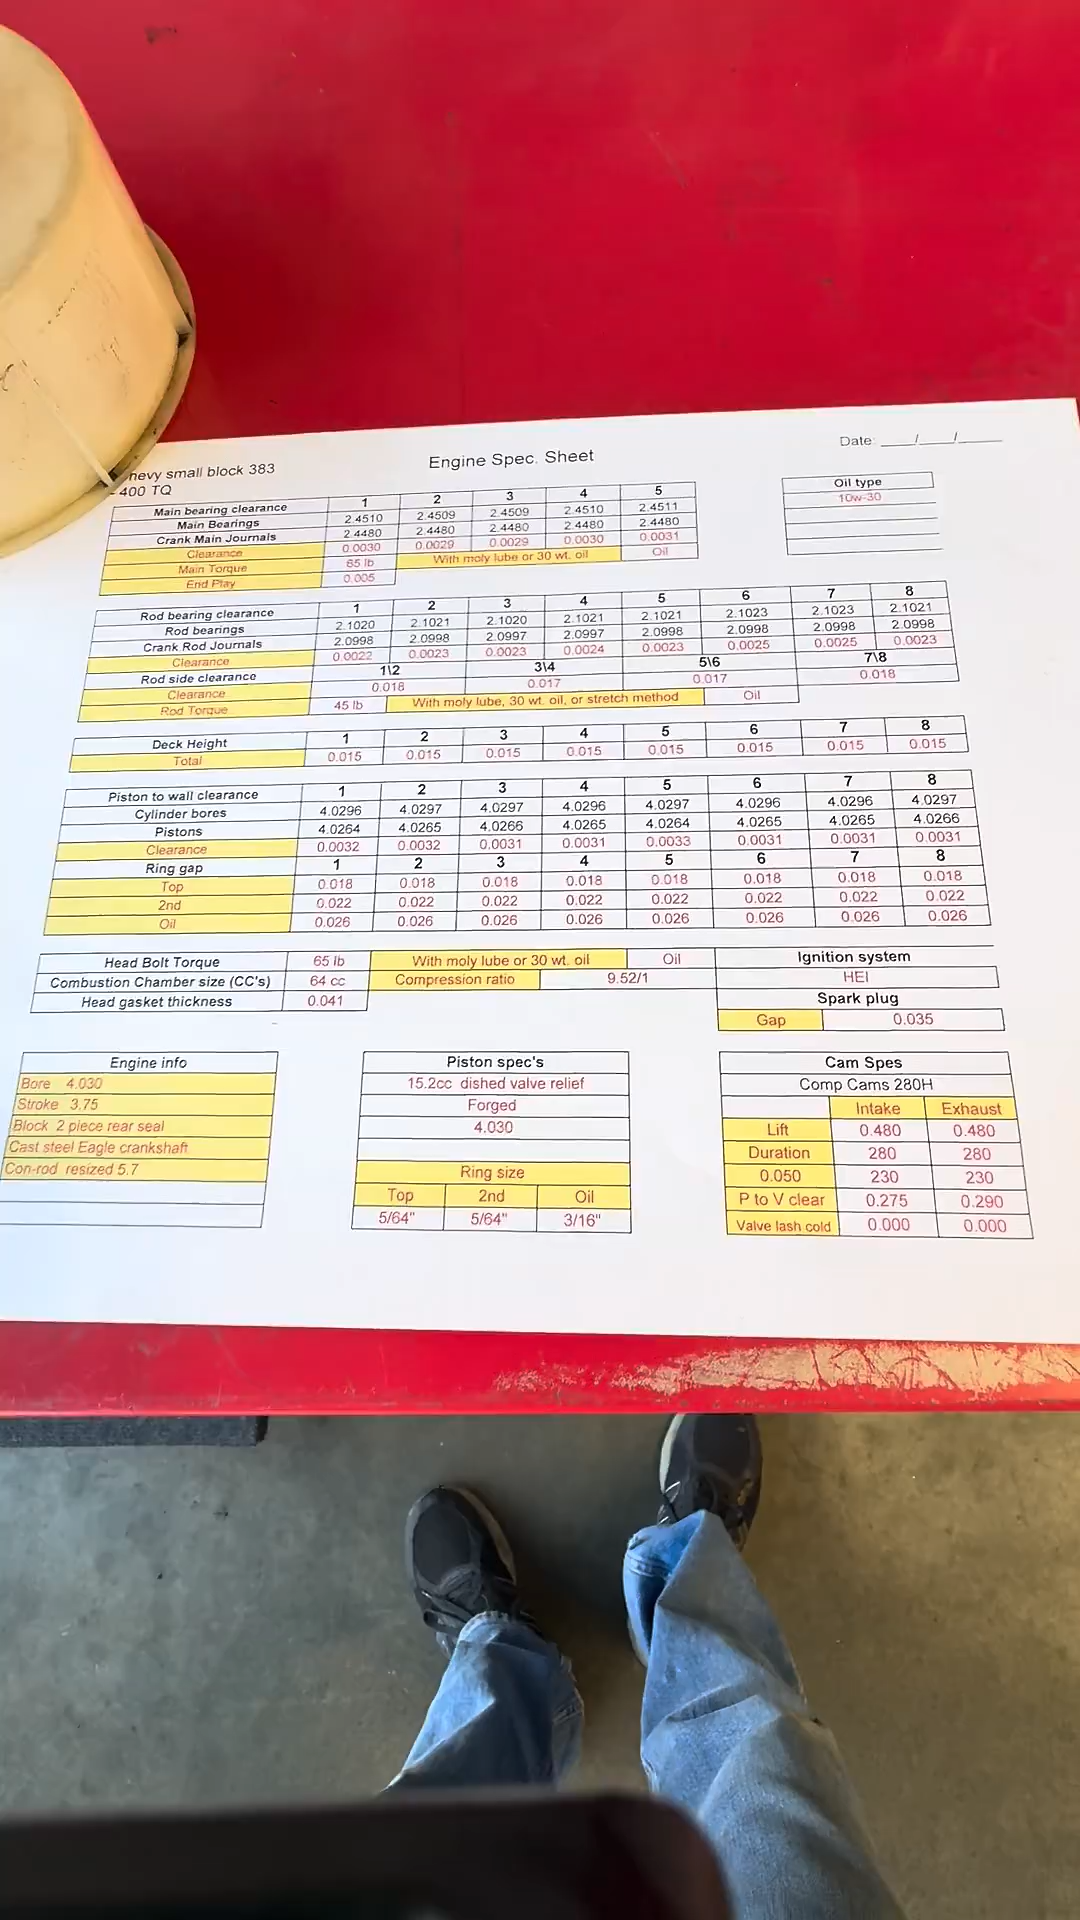 Engine Spec. Sheet
Date: ___/___/____
hevy small block 383
400 TQ
Oil type
10w-30
Main bearing clearance 1 2 3 4 5
Main Bearings 2.4510 2.4509 2.4509 2.4510 2.4511
Crank Main Journals 2.4480 2.4480 2.4480 2.4480 2.4480
Clearance 0.0030 0.0029 0.0029 0.0030 0.0031
Main Torque 65 lb With moly lube or 30 wt. oil Oil
End Play 0.005
Rod bearing clearance 1 2 3 4 5 6 7 8
Rod bearings 2.1020 2.1021 2.1020 2.1021 2.1021 2.1023 2.1023 2.1021
Crank Rod Journals 2.0998 2.0998 2.0997 2.0997 2.0998 2.0998 2.0998 2.0998
Clearance 0.0022 0.0023 0.0023 0.0024 0.0023 0.0025 0.0025 0.0023
Rod side clearance 1\2 3\4 5\6 7\8
Clearance 0.018 0.017 0.017 0.018
Rod Torque 45 lb With moly lube, 30 wt. oil, or stretch method Oil
Deck Height 1 2 3 4 5 6 7 8
Total 0.015 0.015 0.015 0.015 0.015 0.015 0.015 0.015
Piston to wall clearance 1 2 3 4 5 6 7 8
Cylinder bores 4.0296 4.0297 4.0297 4.0296 4.0297 4.0296 4.0296 4.0297
Pistons 4.0264 4.0265 4.0266 4.0265 4.0264 4.0265 4.0265 4.0266
Clearance 0.0032 0.0032 0.0031 0.0031 0.0033 0.0031 0.0031 0.0031
Ring gap 1 2 3 4 5 6 7 8
Top 0.018 0.018 0.018 0.018 0.018 0.018 0.018 0.018
2nd 0.022 0.022 0.022 0.022 0.022 0.022 0.022 0.022
Oil 0.026 0.026 0.026 0.026 0.026 0.026 0.026 0.026
Head Bolt Torque 65 lb With moly lube or 30 wt. oil Oil
Combustion Chamber size (CC's) 64 cc Compression ratio 9.52/1
Head gasket thickness 0.041
Ignition system
HEI
Spark plug
Gap 0.035
Engine info
Bore 4.030
Stroke 3.75
Block 2 piece rear seal
Cast steel Eagle crankshaft
Con-rod resized 5.7
Piston spec's
15.2cc dished valve relief
Forged
4.030
Ring size
Top 2nd Oil
5/64" 5/64" 3/16"
Cam Spes
Comp Cams 280H
Intake Exhaust
Lift 0.480 0.480
Duration 280 280
0.050 230 230
P to V clear 0.275 0.290
Valve lash cold 0.000 0.000